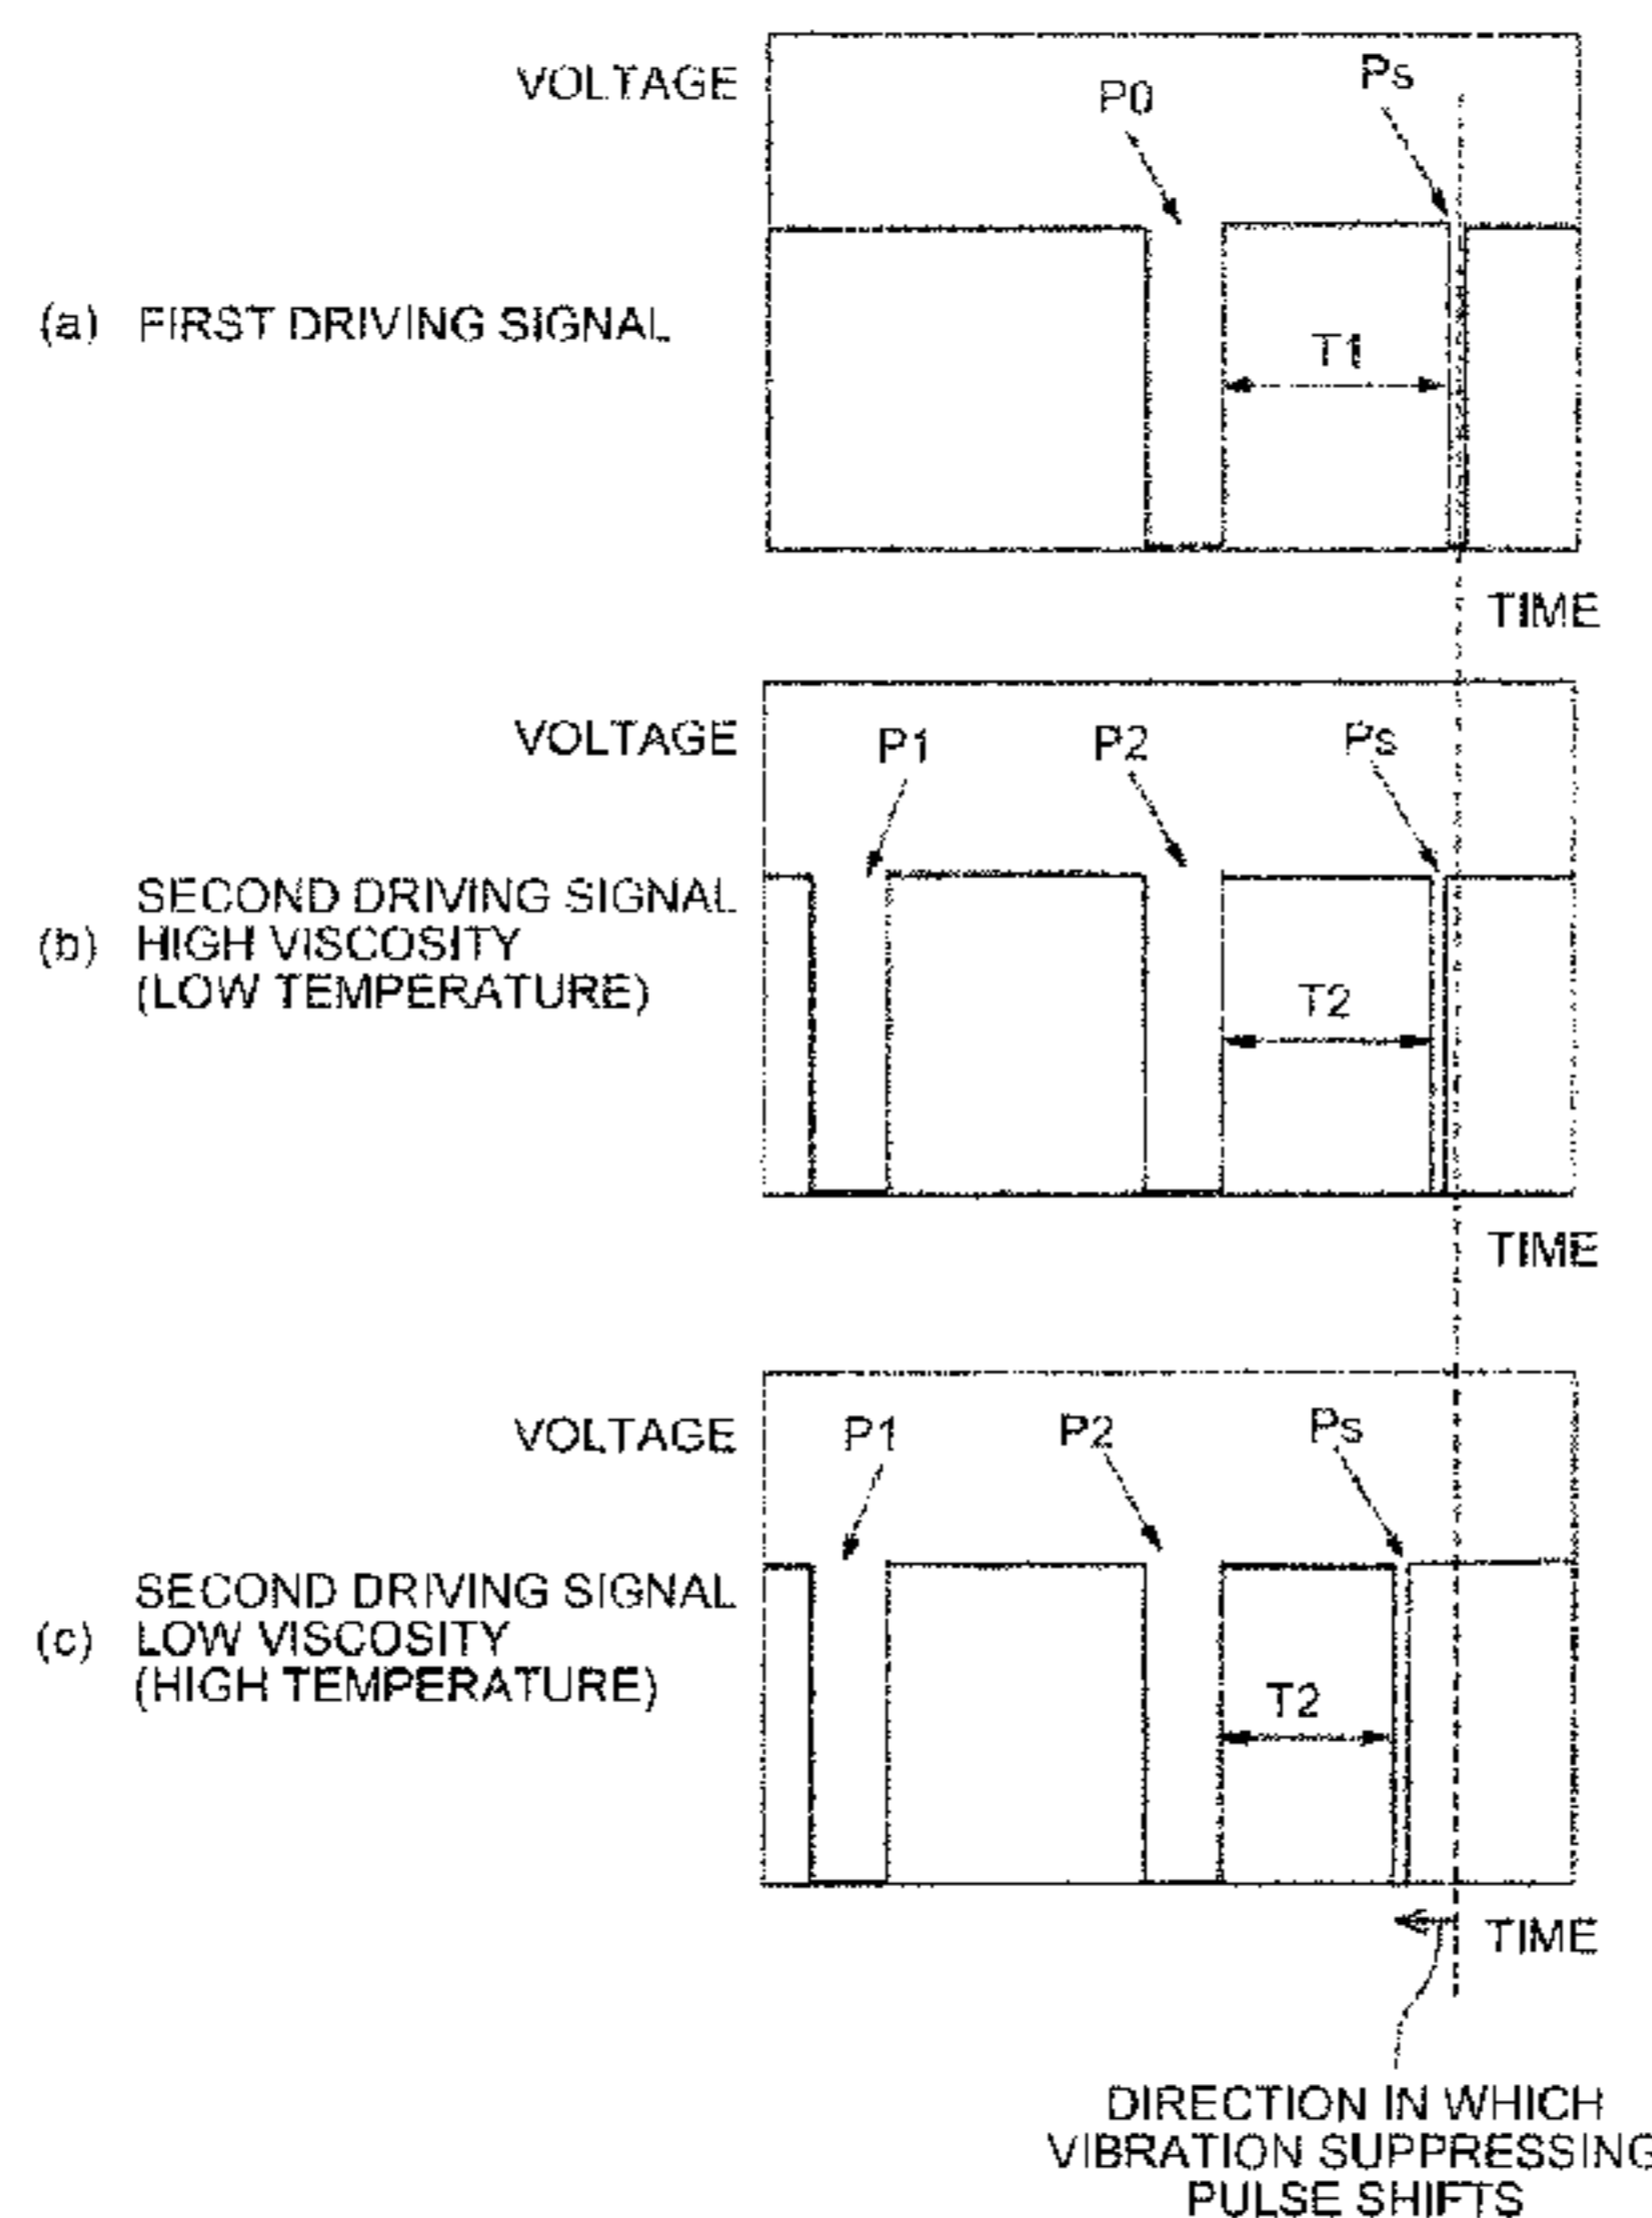 VOLTAGE
P0
Ps
(a) FIRST DRIVING SIGNAL
T1
TIME
VOLTAGE
P1
P2
Ps
SECOND DRIVING SIGNAL
(b) HIGH VISCOSITY
(LOW TEMPERATURE)
T2
TIME
VOLTAGE
P1
P2
Ps
SECOND DRIVING SIGNAL
(c) LOW VISCOSITY
(HIGH TEMPERATURE)
T2
TIME
DIRECTION IN WHICH
VIBRATION SUPPRESSING
PULSE SHIFTS